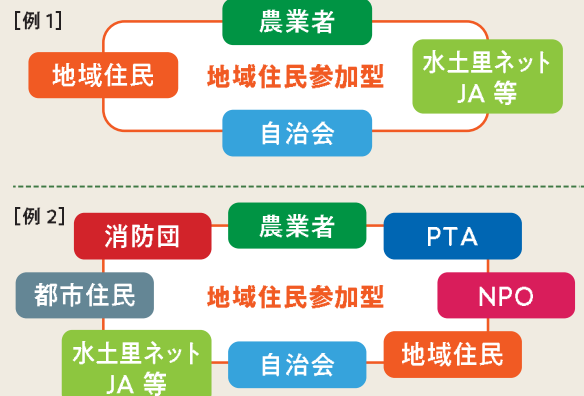 [例1]
農業者
地域住民
地域住民参加型
水土里ネット
JA 等
自治会
[例2]
消防団
農業者
PTA
都市住民
地域住民参加型
NPO
水土里ネット
JA 等
自治会
地域住民